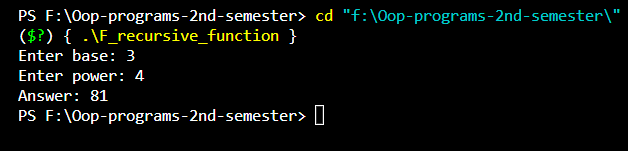 PS F:\Oop-programs-2nd-semester> cd "f:\Oop-programs-2nd-semester\"
($?) { .\F_recursive_function }
Enter base: 3
Enter power: 4
Answer: 81
PS F:\Oop-programs-2nd-semester>